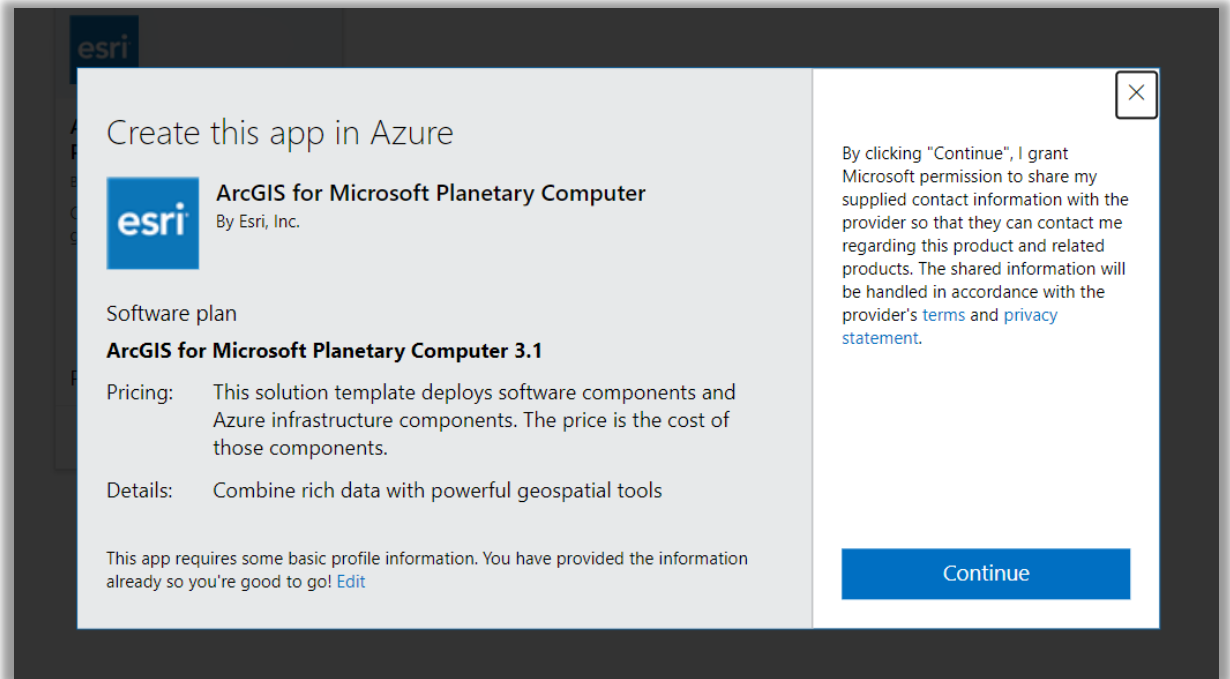 esri
Create this app in Azure
esri
ArcGIS for Microsoft Planetary Computer
By Esri, Inc.
Software plan
ArcGIS for Microsoft Planetary Computer 3.1
Pricing: This solution template deploys software components and
Azure infrastructure components. The price is the cost of
those components.
Details: Combine rich data with powerful geospatial tools
This app requires some basic profile information. You have provided the information
already so you're good to go! Edit
By clicking "Continue", I grant
Microsoft permission to share my
supplied contact information with the
provider so that they can contact me
regarding this product and related
products. The shared information will
be handled in accordance with the
provider's terms and privacy
statement.
Continue